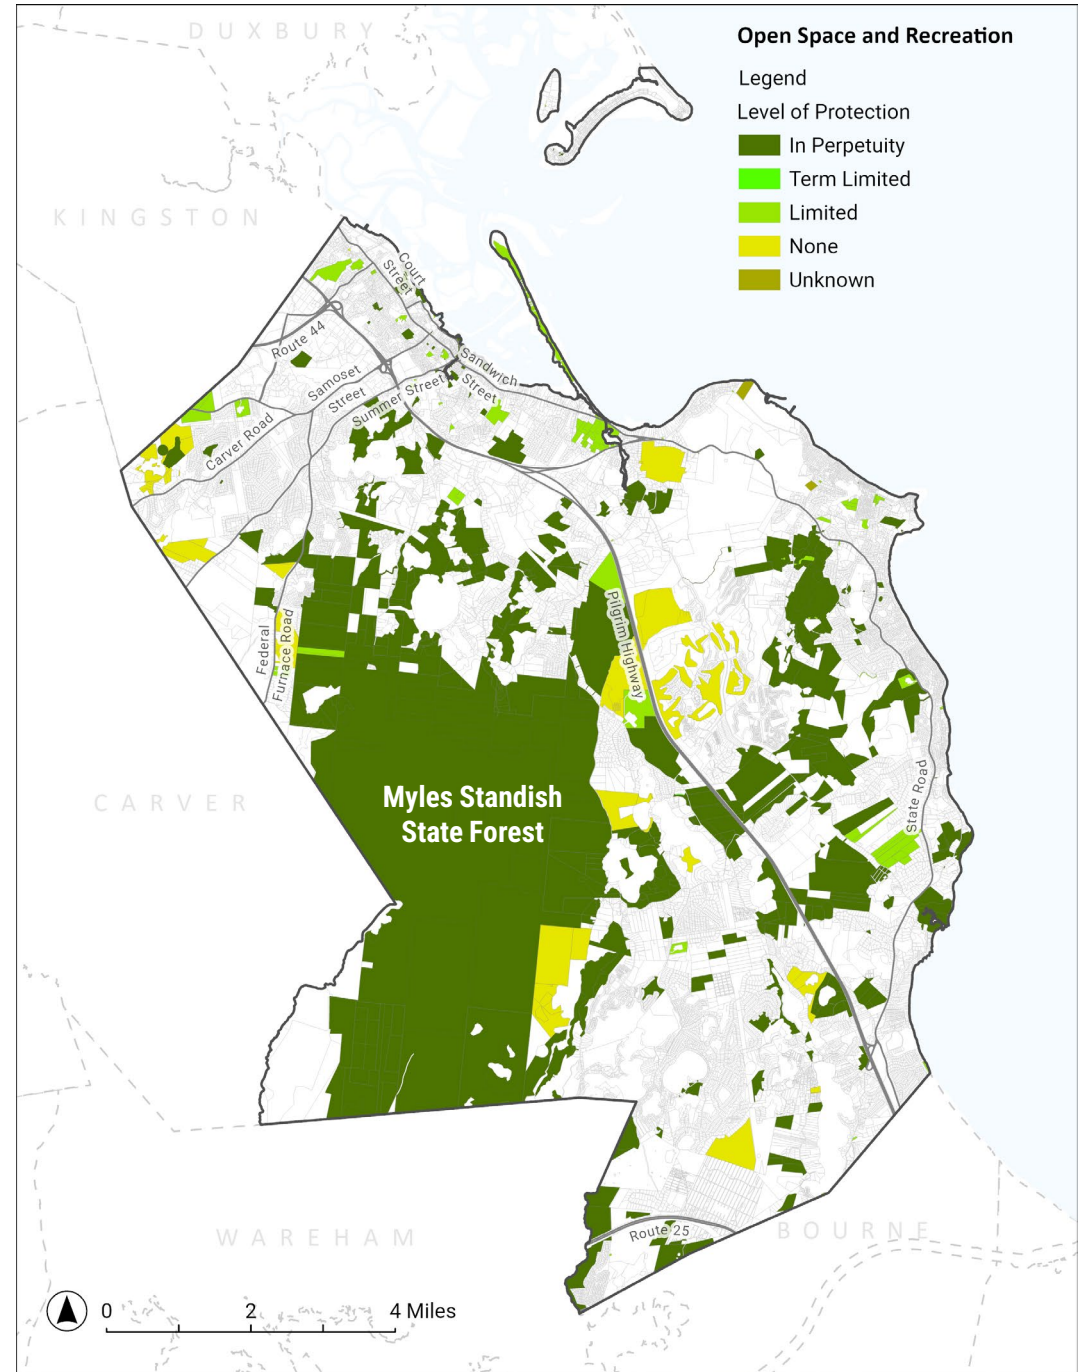 DUXBURY
Open Space and Recreation
Legend
Level of Protection
In Perpetuity
Term Limited
Limited
None
Unknown
KINGSTON
Court
Street
Route 44
Sandwich
Street
Samoset
Street
Summer Street
Carver Road
Pilgrim Highway
Federal
Furnace Road
Myles Standish
State Forest
CARVER
State Road
Route 25
WAREHAM
BOURNE
0 2 4 Miles